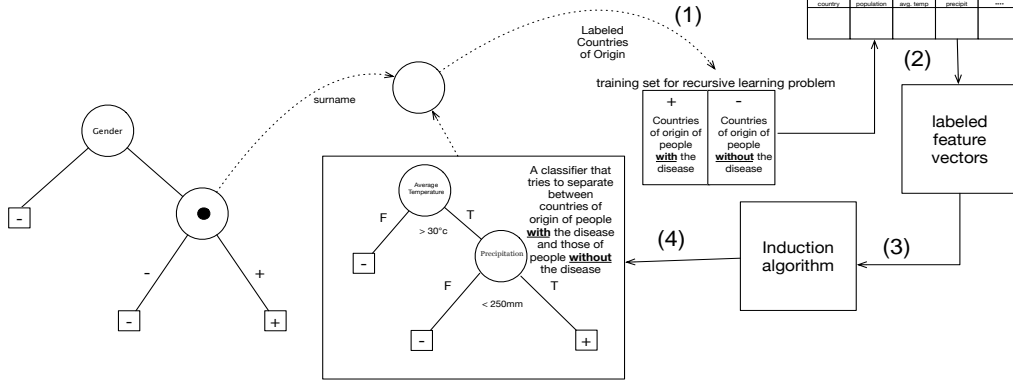 country population avg. temp precipit ....
(1)
Labeled
Countries
of Origin
(2)
training set for recursive learning problem
surname
+ -
Countries
of origin of
people
with the
disease
Countries
of origin of
people
without the
disease
labeled
feature
vectors
Gender
A classifier that
tries to separate
between
countries of
origin of people
with the disease
and those of
people without
the disease
Average
Temperature
F T
> 30°c
-
-
Precipitation
(4)
Induction
algorithm
(3)
- +
F T
< 250mm
- +
- +